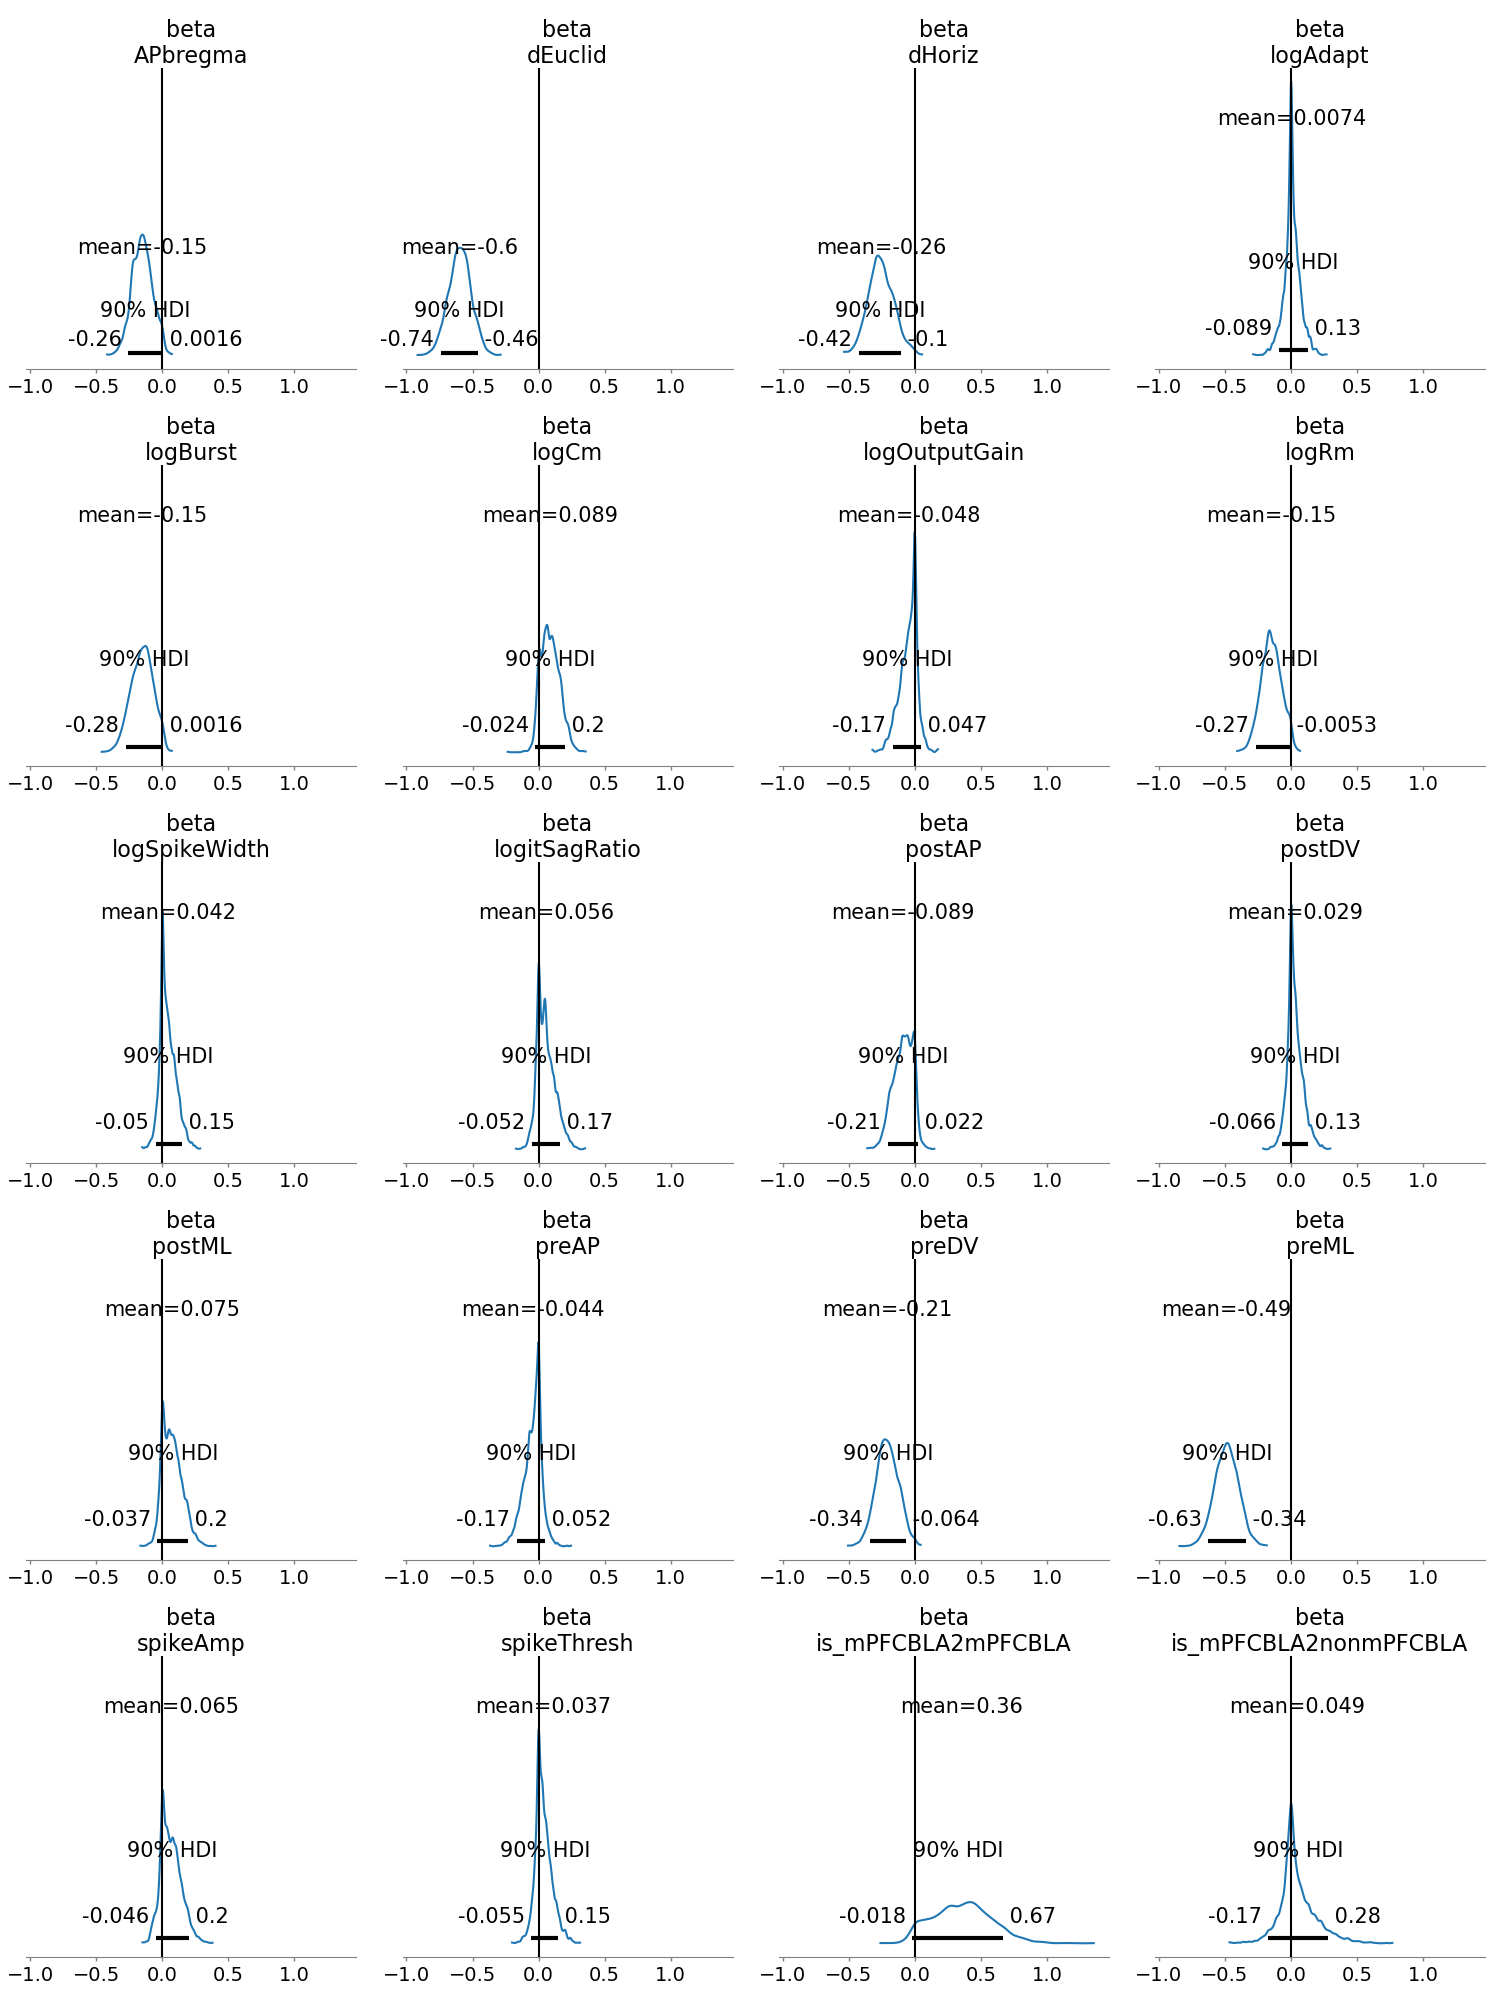 beta
APbregma
mean=-0.15
90% HDI
-0.26 0.0016
−1.0 −0.5 0.0 0.5 1.0
beta
dEuclid
mean=-0.6
90% HDI
-0.74 -0.46
−1.0 −0.5 0.0 0.5 1.0
beta
dHoriz
mean=-0.26
90% HDI
-0.42 -0.1
−1.0 −0.5 0.0 0.5 1.0
beta
logAdapt
mean=0.0074
90% HDI
-0.089 0.13
−1.0 −0.5 0.0 0.5 1.0
beta
logBurst
mean=-0.15
90% HDI
-0.28 0.0016
−1.0 −0.5 0.0 0.5 1.0
beta
logCm
mean=0.089
90% HDI
-0.024 0.2
−1.0 −0.5 0.0 0.5 1.0
beta
logOutputGain
mean=-0.048
90% HDI
-0.17 0.047
−1.0 −0.5 0.0 0.5 1.0
beta
logRm
mean=-0.15
90% HDI
-0.27 -0.0053
−1.0 −0.5 0.0 0.5 1.0
beta
logSpikeWidth
mean=0.042
90% HDI
-0.05 0.15
−1.0 −0.5 0.0 0.5 1.0
beta
logitSagRatio
mean=0.056
90% HDI
-0.052 0.17
−1.0 −0.5 0.0 0.5 1.0
beta
postAP
mean=-0.089
90% HDI
-0.21 0.022
−1.0 −0.5 0.0 0.5 1.0
beta
postDV
mean=0.029
90% HDI
-0.066 0.13
−1.0 −0.5 0.0 0.5 1.0
beta
postML
mean=0.075
90% HDI
-0.037 0.2
−1.0 −0.5 0.0 0.5 1.0
beta
preAP
mean=-0.044
90% HDI
-0.17 0.052
−1.0 −0.5 0.0 0.5 1.0
beta
preDV
mean=-0.21
90% HDI
-0.34 -0.064
−1.0 −0.5 0.0 0.5 1.0
beta
preML
mean=-0.49
90% HDI
-0.63 -0.34
−1.0 −0.5 0.0 0.5 1.0
beta
spikeAmp
mean=0.065
90% HDI
-0.046 0.2
−1.0 −0.5 0.0 0.5 1.0
beta
spikeThresh
mean=0.037
90% HDI
-0.055 0.15
−1.0 −0.5 0.0 0.5 1.0
beta
is_mPFCBLA2mPFCBLA
mean=0.36
90% HDI
-0.018 0.67
−1.0 −0.5 0.0 0.5 1.0
beta
is_mPFCBLA2nonmPFCBLA
mean=0.049
90% HDI
-0.17 0.28
−1.0 −0.5 0.0 0.5 1.0